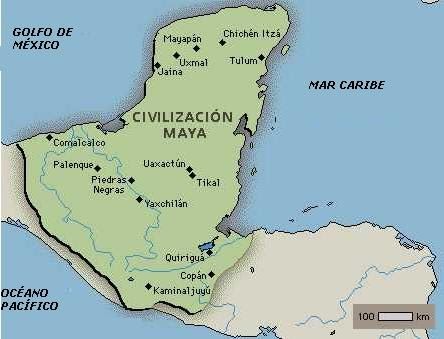 GOLFO DE
MÉXICO
Mayapán
Chichén Itzá
Uxmal
Jaina
Tulum
MAR CARIBE
CIVILIZACIÓN
MAYA
Comalcalco
Palenque
Uaxactún
Piedras
Negras
Tikal
Yaxchilán
Quiriguá
Copán
Kaminaljuyú
OCÉANO
PACÍFICO
100 km